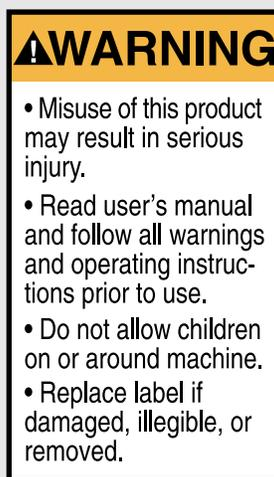 ⚠WARNING
• Misuse of this product
may result in serious
injury.
• Read user's manual
and follow all warnings
and operating instruc-
tions prior to use.
• Do not allow children
on or around machine.
• Replace label if
damaged, illegible, or
removed.